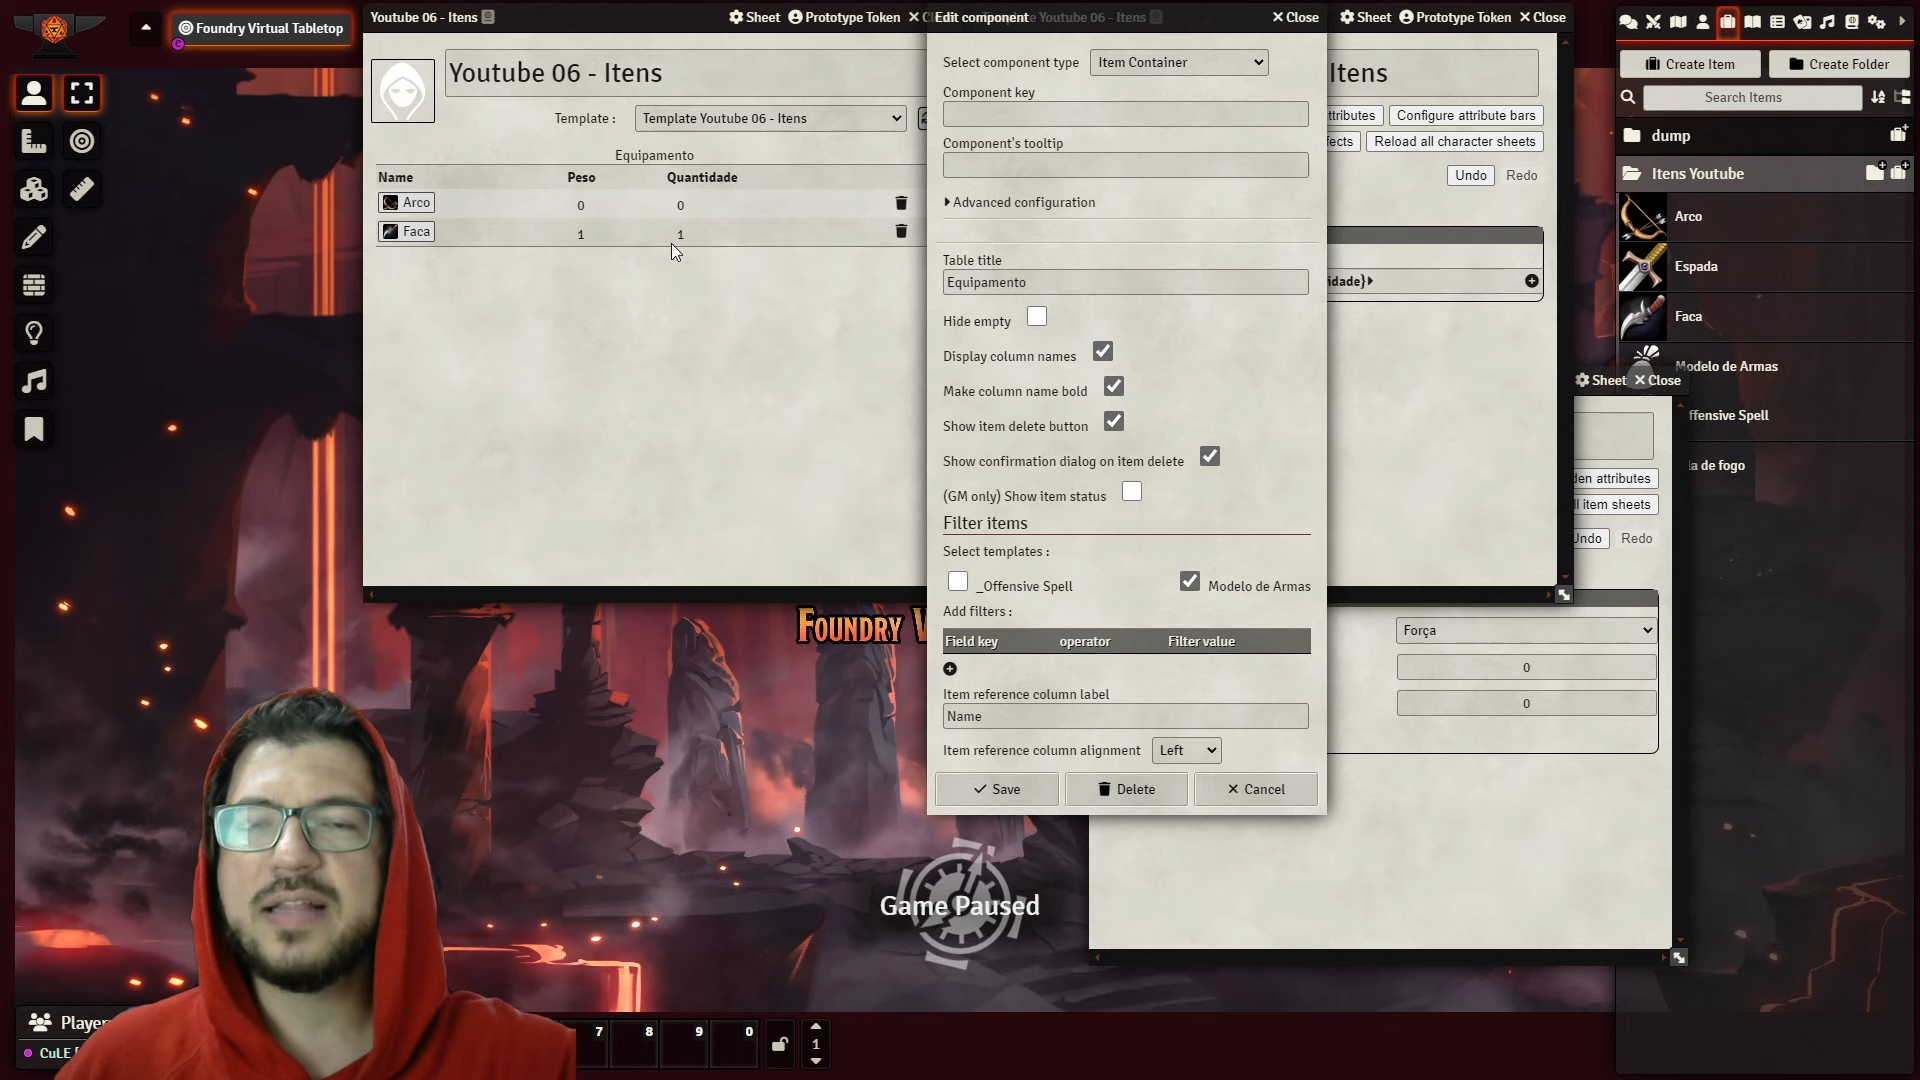 Foundry Virtual Tabletop
Youtube 06 - Itens
Sheet
Prototype Token
Edit component
Youtube 06 - Itens
Close
Sheet
Prototype Token
Close
Youtube 06 - Itens
Template :
Template Youtube 06 - Itens
Equipamento
Name Peso Quantidade
Arco 0 0
Faca 1 1
Select component type
Item Container
Component key
Component's tooltip
Advanced configuration
Table title
Equipamento
Hide empty
Display column names
Make column name bold
Show item delete button
Show confirmation dialog on item delete
(GM only) Show item status
Filter items
Select templates :
_Offensive Spell
Modelo de Armas
Add filters :
Field key operator Filter value
Item reference column label
Name
Item reference column alignment
Left
Save
Delete
Cancel
Itens
Configure attribute bars
Reload all character sheets
Undo
Redo
Create Item
Create Folder
Search Items
dump
Itens Youtube
Arco
Espada
Faca
Modelo de Armas
Sheet
Close
ffensive Spell
la de fogo
den attributes
item sheets
Undo
Redo
Força
0
0
Foundry
Game Paused
Player
CuLE
7 8 9 0
1